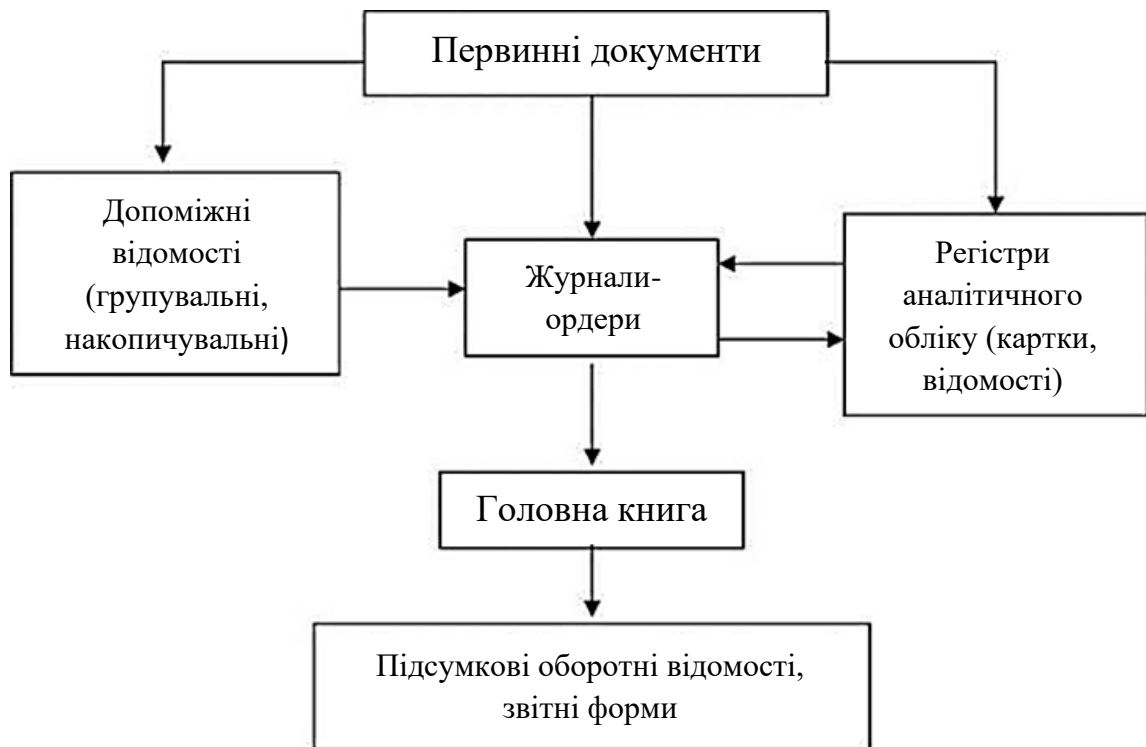 Первинні документи
Допоміжні
відомості
(групувальні,
накопичувальні)
Журнали-
ордери
Регістри
аналітичного
обліку (картки,
відомості)
Головна книга
Підсумкові оборотні відомості,
звітні форми